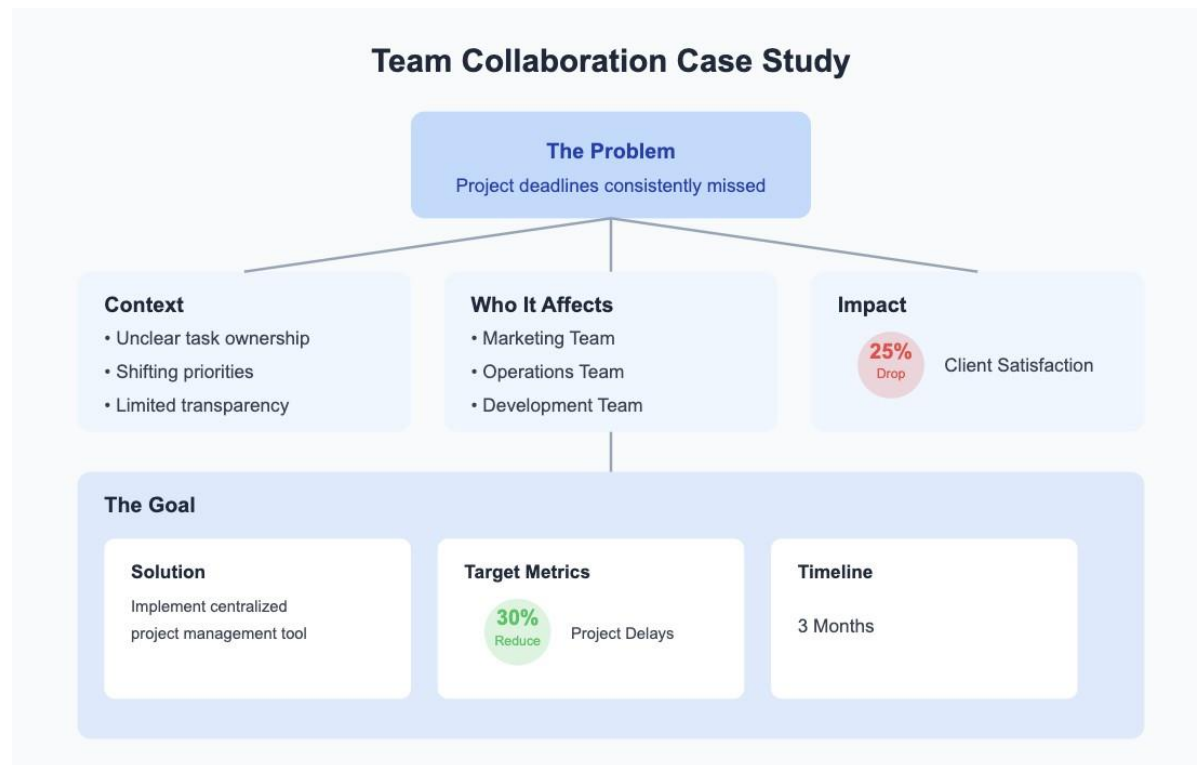 Team Collaboration Case Study
The Problem
Project deadlines consistently missed
Context
• Unclear task ownership
• Shifting priorities
• Limited transparency
Who It Affects
• Marketing Team
• Operations Team
• Development Team
Impact
25%
Drop
Client Satisfaction
The Goal
Solution
Implement centralized
project management tool
Target Metrics
30%
Reduce
Project Delays
Timeline
3 Months